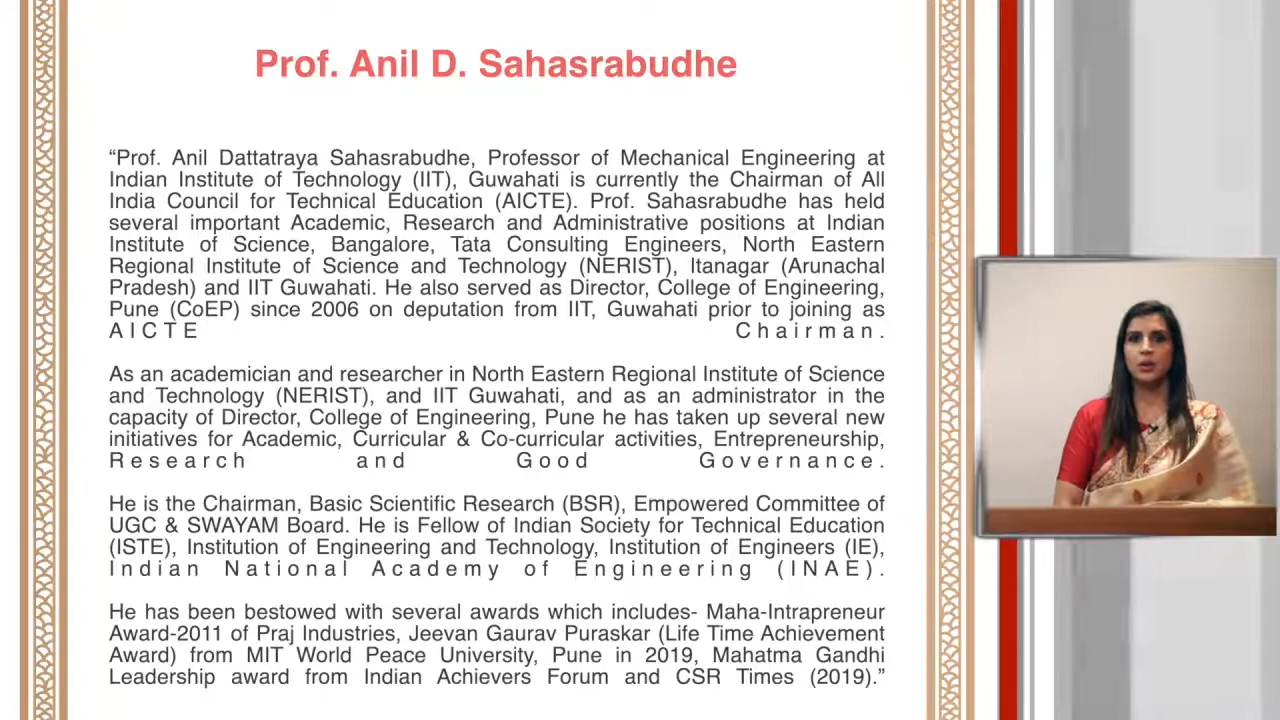 Prof. Anil D. Sahasrabudhe
“Prof. Anil Dattatraya Sahasrabudhe, Professor of Mechanical Engineering at
Indian Institute of Technology (IIT), Guwahati is currently the Chairman of All
India Council for Technical Education (AICTE). Prof. Sahasrabudhe has held
several important Academic, Research and Administrative positions at Indian
Institute of Science, Bangalore, Tata Consulting Engineers, North Eastern
Regional Institute of Science and Technology (NERIST), Itanagar (Arunachal
Pradesh) and IIT Guwahati. He also served as Director, College of Engineering,
Pune (CoEP) since 2006 on deputation from IIT, Guwahati prior to joining as
AICTE Chairman.
As an academician and researcher in North Eastern Regional Institute of Science
and Technology (NERIST), and IIT Guwahati, and as an administrator in the
capacity of Director, College of Engineering, Pune he has taken up several new
initiatives for Academic, Curricular & Co-curricular activities, Entrepreneurship,
Research and Good Governance.
He is the Chairman, Basic Scientific Research (BSR), Empowered Committee of
UGC & SWAYAM Board. He is Fellow of Indian Society for Technical Education
(ISTE), Institution of Engineering and Technology, Institution of Engineers (IE),
Indian National Academy of Engineering (INAE).
He has been bestowed with several awards which includes- Maha-Intrapreneur
Award-2011 of Praj Industries, Jeevan Gaurav Puraskar (Life Time Achievement
Award) from MIT World Peace University, Pune in 2019, Mahatma Gandhi
Leadership award from Indian Achievers Forum and CSR Times (2019).”